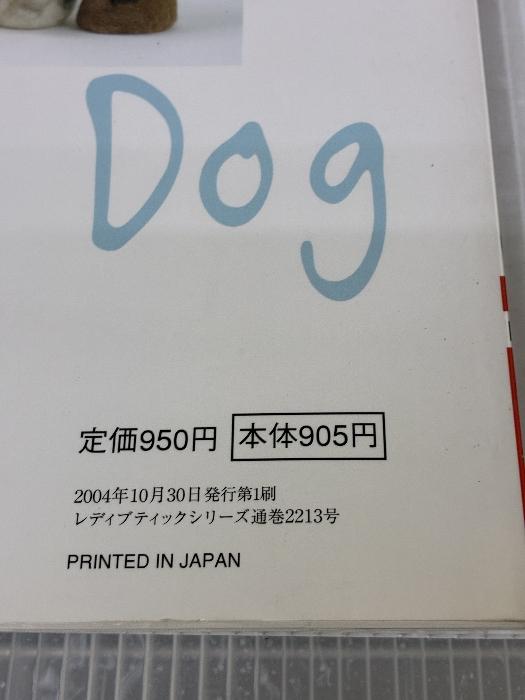 Dog
定価950円 本体905円
2004年10月30日発行第1刷
レディブティックシリーズ通巻2213号
PRINTED IN JAPAN